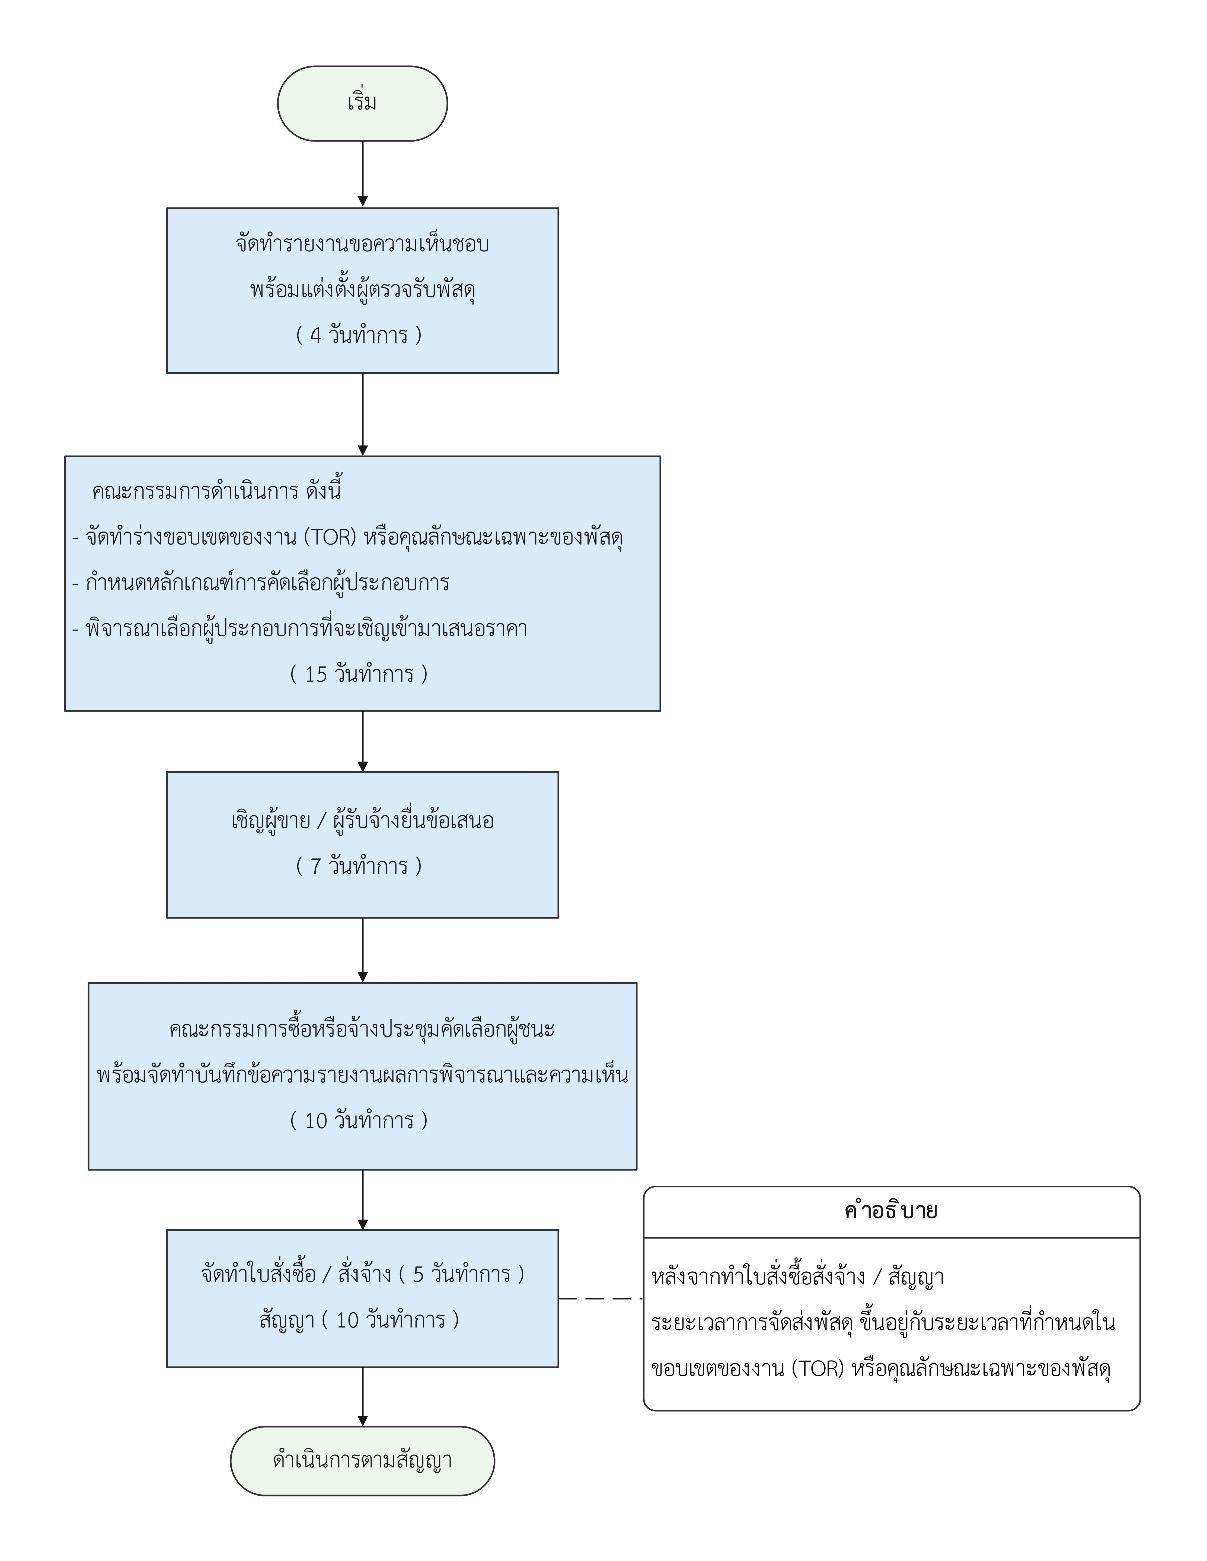 เริ่ม
จัดทำรายงานขอความเห็นชอบ
พร้อมแต่งตั้งผู้ตรวจรับพัสดุ
( 4 วันทำการ )
คณะกรรมการดำเนินการ ดังนี้
- จัดทำร่างขอบเขตของงาน (TOR) หรือคุณลักษณะเฉพาะของพัสดุ
- กำหนดหลักเกณฑ์การคัดเลือกผู้ประกอบการ
- พิจารณาเลือกผู้ประกอบการที่จะเชิญเข้ามาเสนอราคา
( 15 วันทำการ )
เชิญผู้ขาย / ผู้รับจ้างยื่นข้อเสนอ
( 7 วันทำการ )
คณะกรรมการซื้อหรือจ้างประชุมคัดเลือกผู้ชนะ
พร้อมจัดทำบันทึกข้อความรายงานผลการพิจารณาและความเห็น
( 10 วันทำการ )
จัดทำใบสั่งซื้อ / สั่งจ้าง ( 5 วันทำการ )
สัญญา ( 10 วันทำการ )
คำอธิบาย
หลังจากทำใบสั่งซื้อสั่งจ้าง / สัญญา
ระยะเวลาการจัดส่งพัสดุ ขึ้นอยู่กับระยะเวลาที่กำหนดใน
ขอบเขตของงาน (TOR) หรือคุณลักษณะเฉพาะของพัสดุ
ดำเนินการตามสัญญา